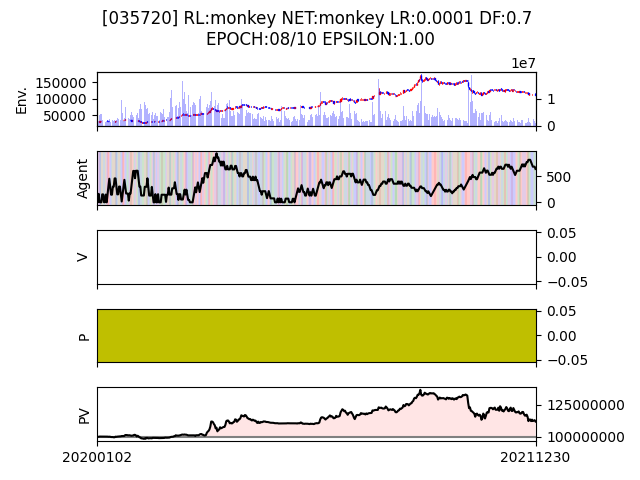 [035720] RL:monkey NET:monkey LR:0.0001 DF:0.7
EPOCH:08/10 EPSILON:1.00
1e7
Env.
150000
100000
50000
1
0
Agent
500
0
V
0.05
0.00
−0.05
P
0.05
0.00
−0.05
PV
125000000
100000000
20200102
20211230